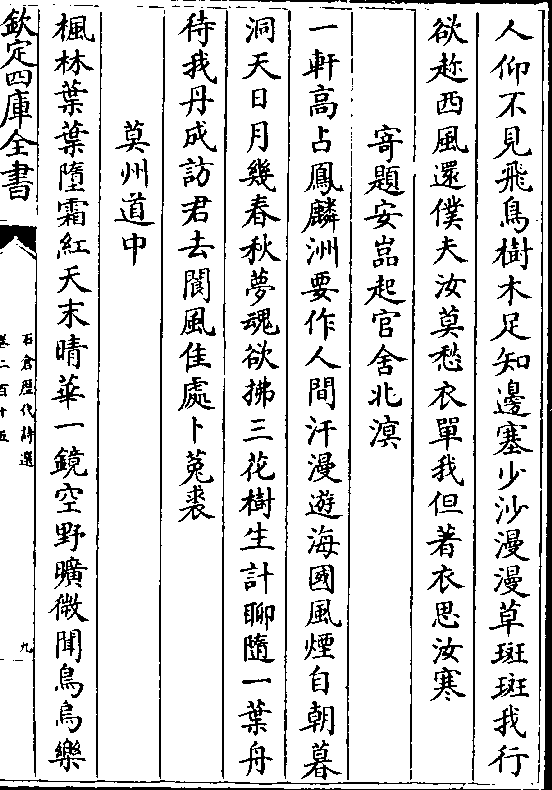 人仰不見飛鳥樹木足知邊塞少沙漫漫草斑斑我行
欲趂西風還僕夫汝莫愁衣單我但著衣思汝寒
寄題安嵓起官舍北溟
一軒高占鳳麟洲要作人間汗漫遊海國風煙自朝暮
洞天日月幾春秋夢魂欲拂三花樹生計聊隨一葉舟
待我丹成訪君去閬風佳處卜菟裘
莫州道中
楓林葉葉墮霜紅天末晴華一鏡空野曠微聞鳥烏樂
欽定四庫全書
石倉歴代詩選
卷二百十五
九